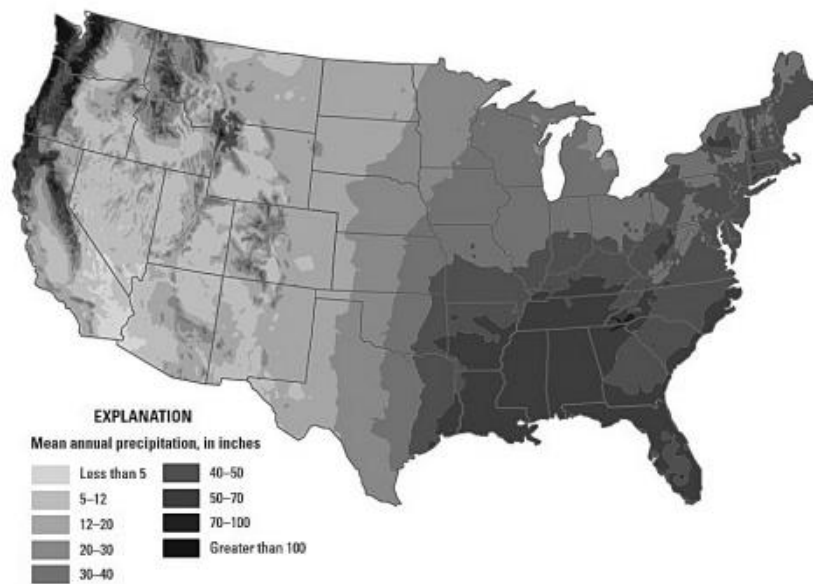 EXPLANATION
Mean annual precipitation, in inches
Less than 5
5–12
12–20
20–30
30–40
40–50
50–70
70–100
Greater than 100